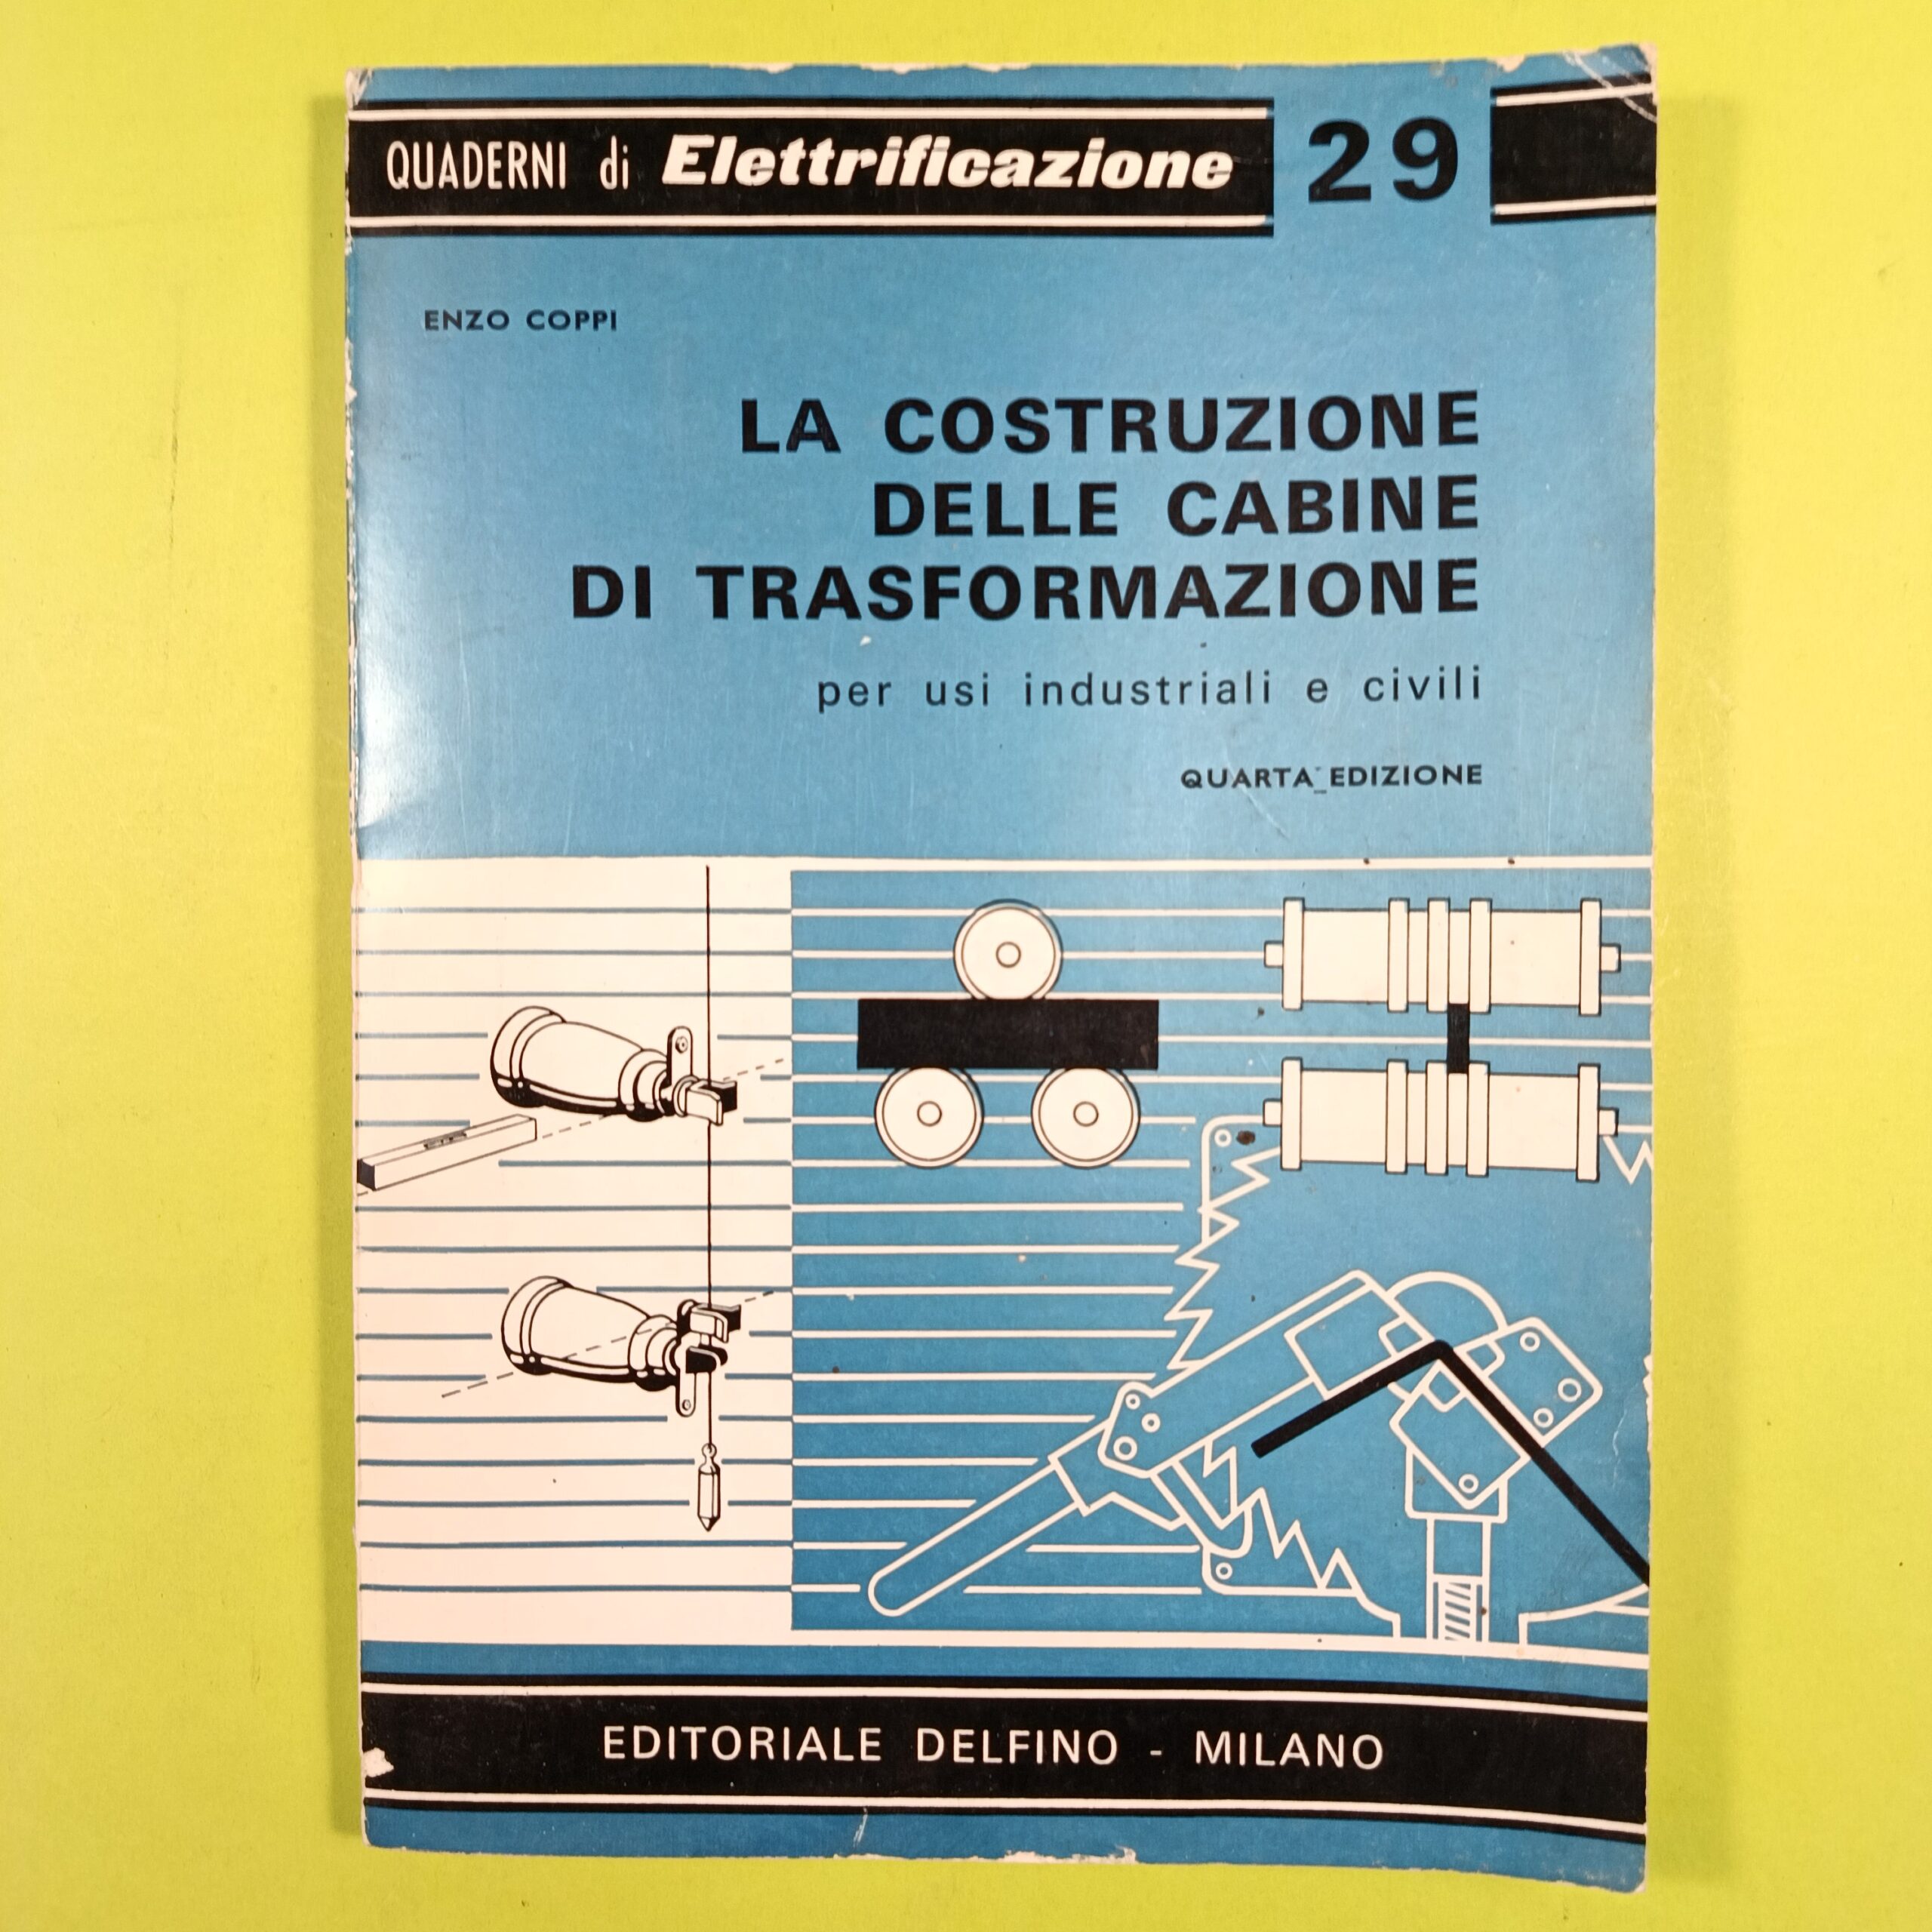 QUADERNI di Elettrificazione 29
ENZO COPPI
LA COSTRUZIONE
DELLE CABINE
DI TRASFORMAZIONE
per usi industriali e civili
QUARTA EDIZIONE
EDITORIALE DELFINO - MILANO